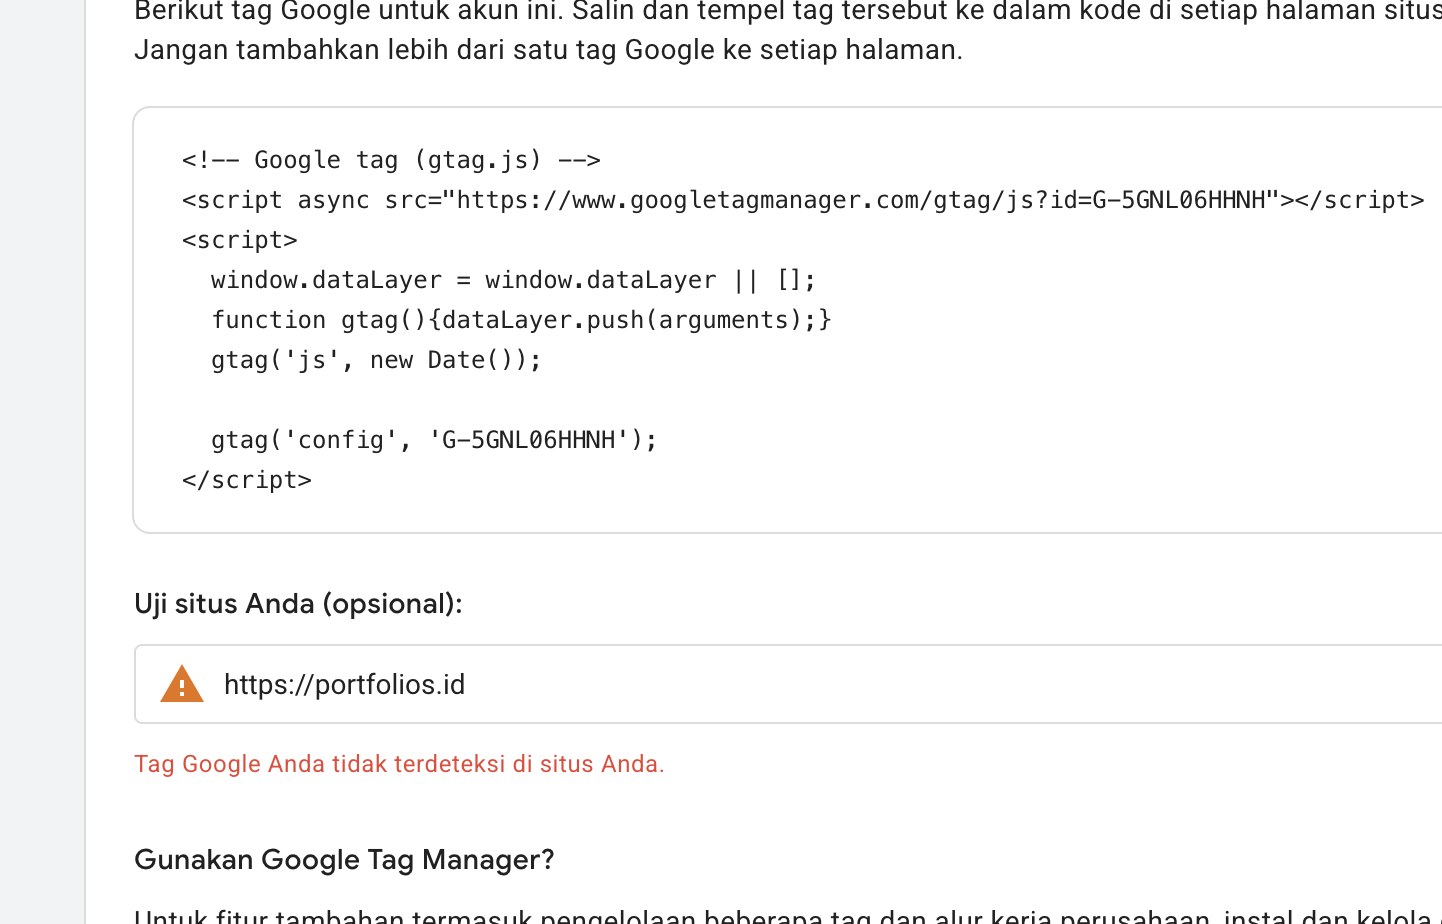 Berikut tag Google untuk akun ini. Salin dan tempel tag tersebut ke dalam kode di setiap halaman situs
Jangan tambahkan lebih dari satu tag Google ke setiap halaman.
<!-- Google tag (gtag.js) -->
<script async src="https://www.googletagmanager.com/gtag/js?id=G-5GNL06HHNH"></script>
<script>
  window.dataLayer = window.dataLayer || [];
  function gtag(){dataLayer.push(arguments);}
  gtag('js', new Date());

  gtag('config', 'G-5GNL06HHNH');
</script>
Uji situs Anda (opsional):
https://portfolios.id
Tag Google Anda tidak terdeteksi di situs Anda.
Gunakan Google Tag Manager?
Untuk fitur tambahan termasuk pengelolaan beberapa tag dan alur kerja perusahaan, instal dan kelola